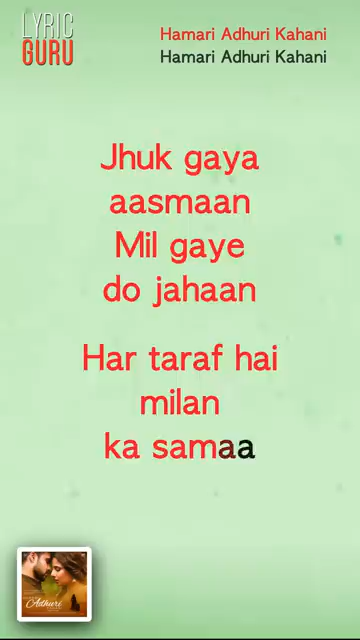 LYRIC
GURU
Hamari Adhuri Kahani
Hamari Adhuri Kahani
Jhuk gaya
aasmaan
Mil gaye
do jahaan
Har taraf hai
milan
ka samaa
Adhuri